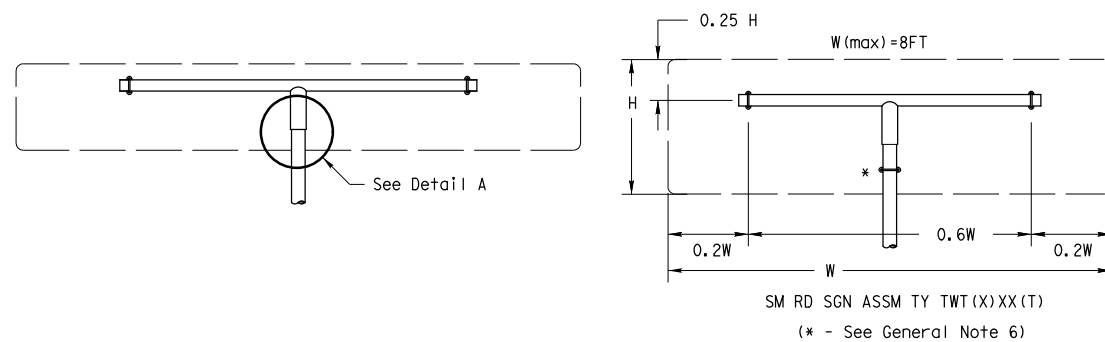 0.25 H
W(max)=8FT
H
See Detail A
*
0.2W
0.6W
0.2W
W
SM RD SGN ASSM TY TWT(X)XX(T)
(* - See General Note 6)